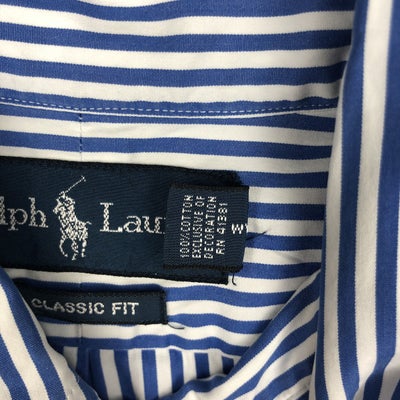 lph Lau
100% COTTON
EXCLUSIVE OF
DECORATION
RN 41381
CLASSIC FIT